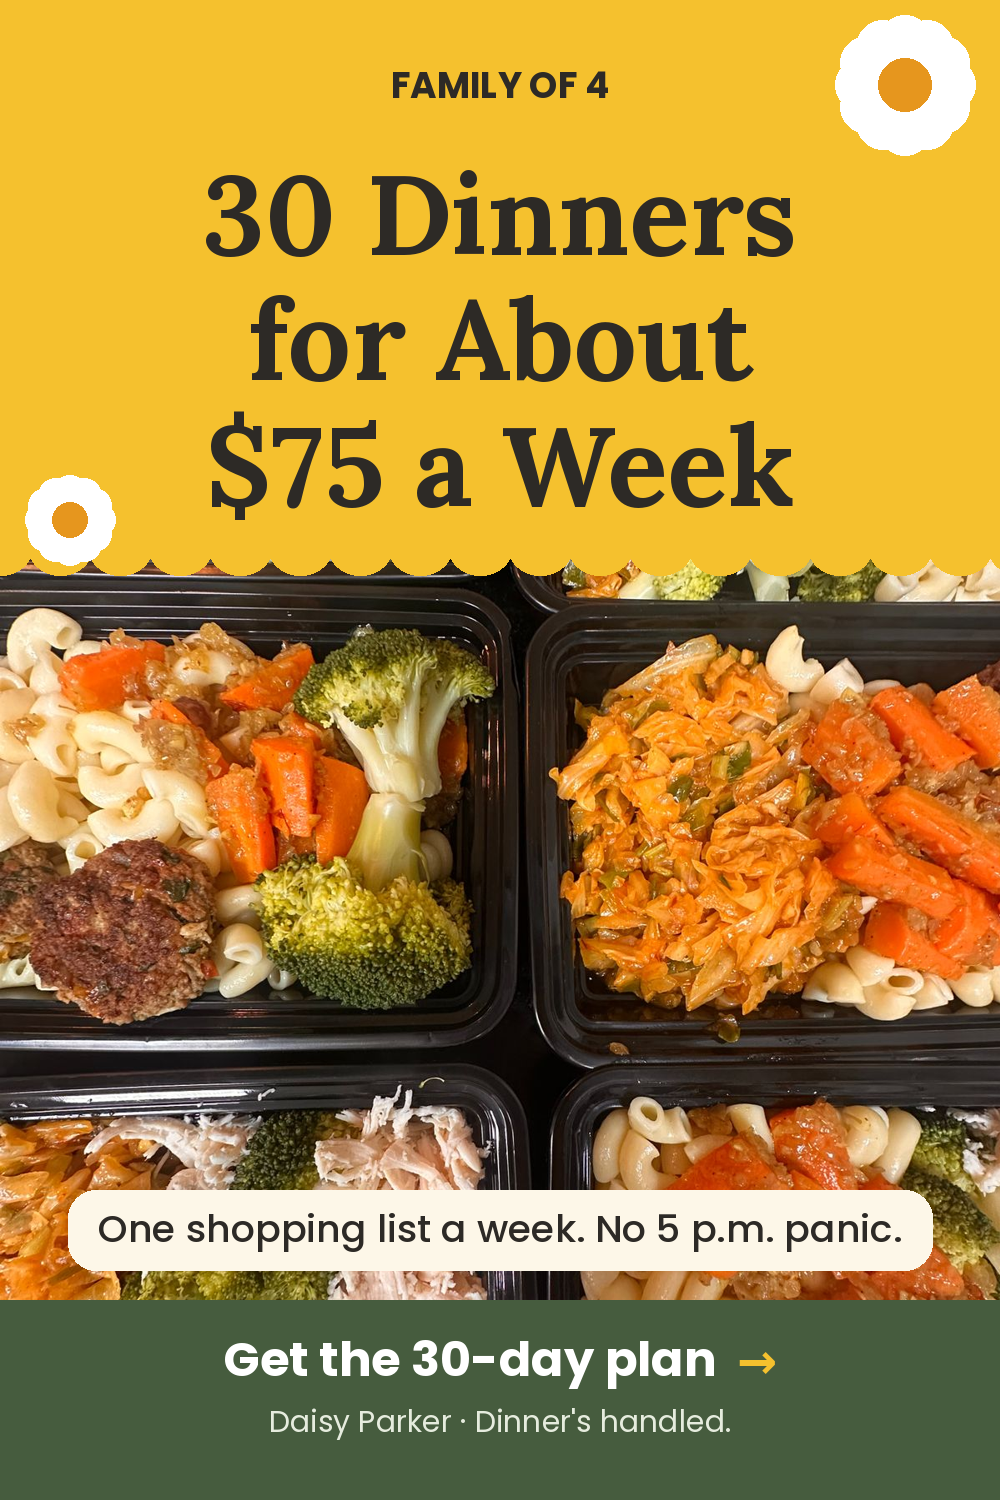 FAMILY OF 4
30 Dinners
for About
$75 a Week
One shopping list a week. No 5 p.m. panic.
Get the 30-day plan →
Daisy Parker · Dinner's handled.